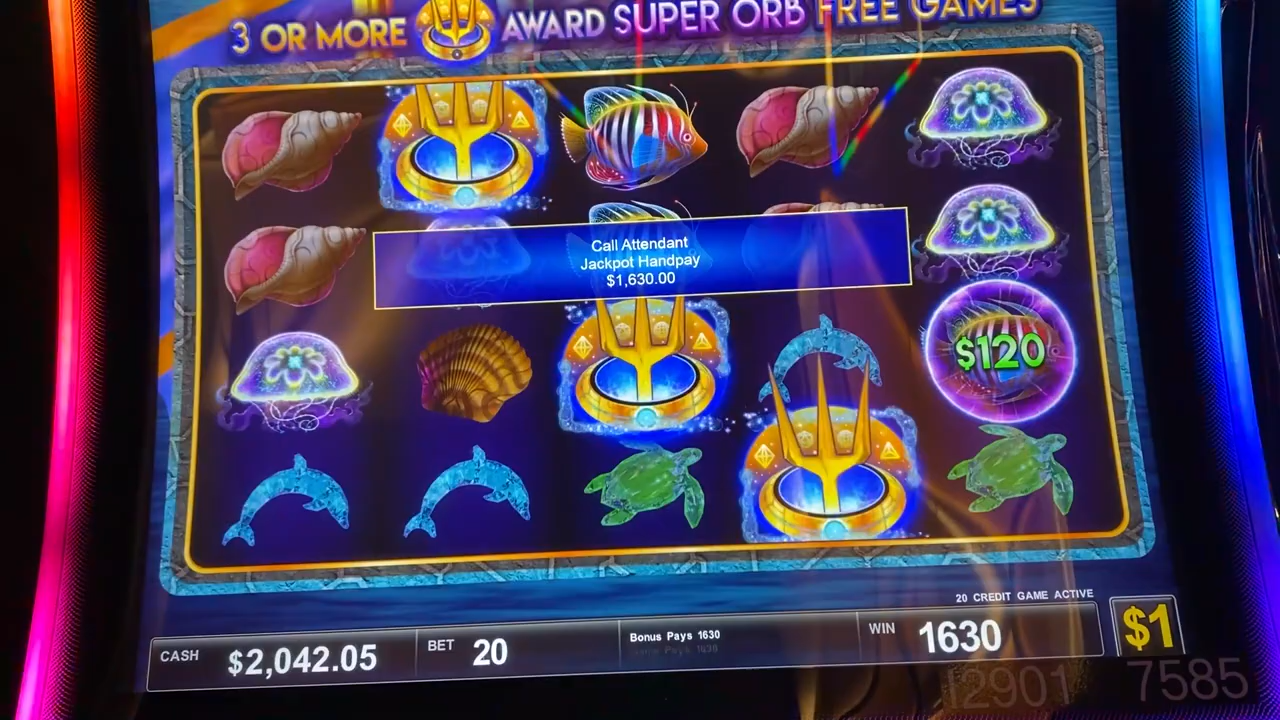 3 OR MORE AWARD SUPER ORB FREE GAMES
Call Attendant
Jackpot Handpay
$1,630.00
$120
20 CREDIT GAME ACTIVE
CASH $2,042.05 BET 20 Bonus Pays 1630 WIN 1630 $1
12901 7585